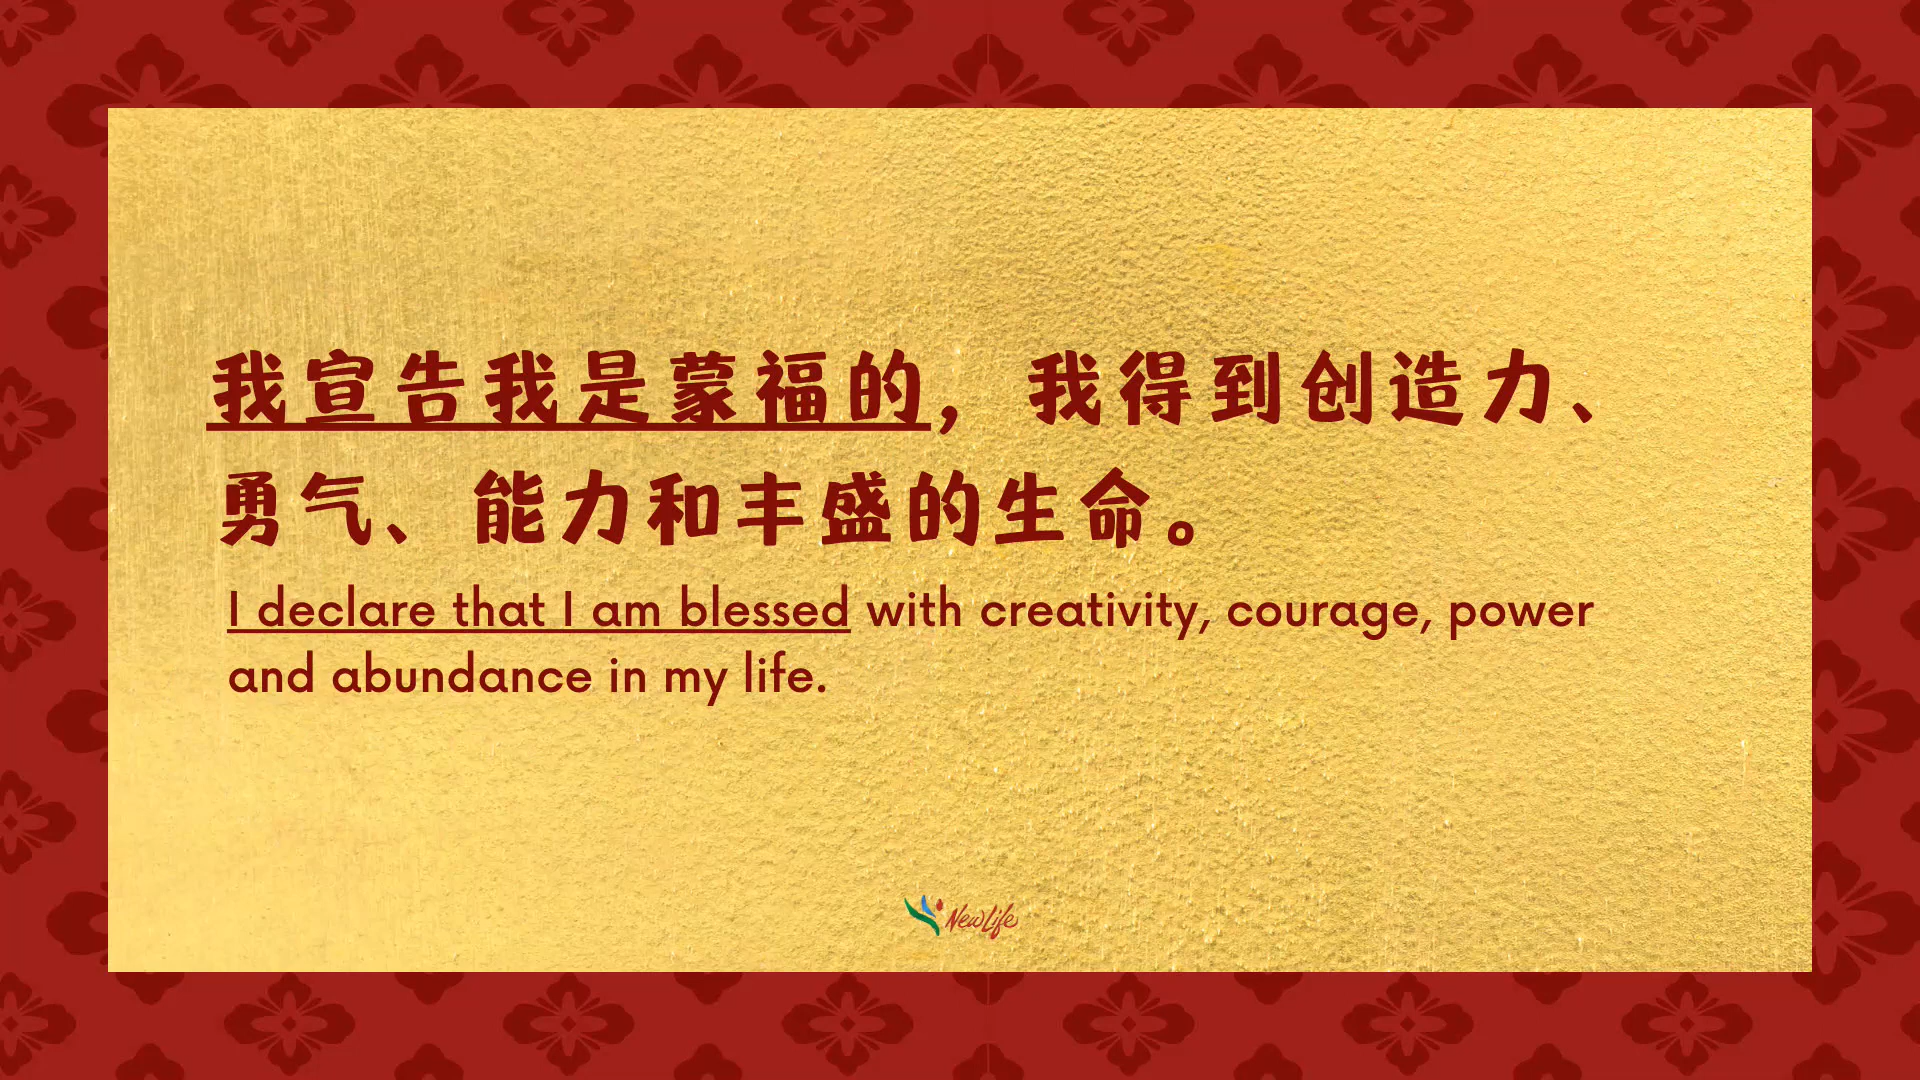 我宣告我是蒙福的，我得到创造力、
勇气、能力和丰盛的生命。
I declare that I am blessed with creativity, courage, power
and abundance in my life.
NewLife